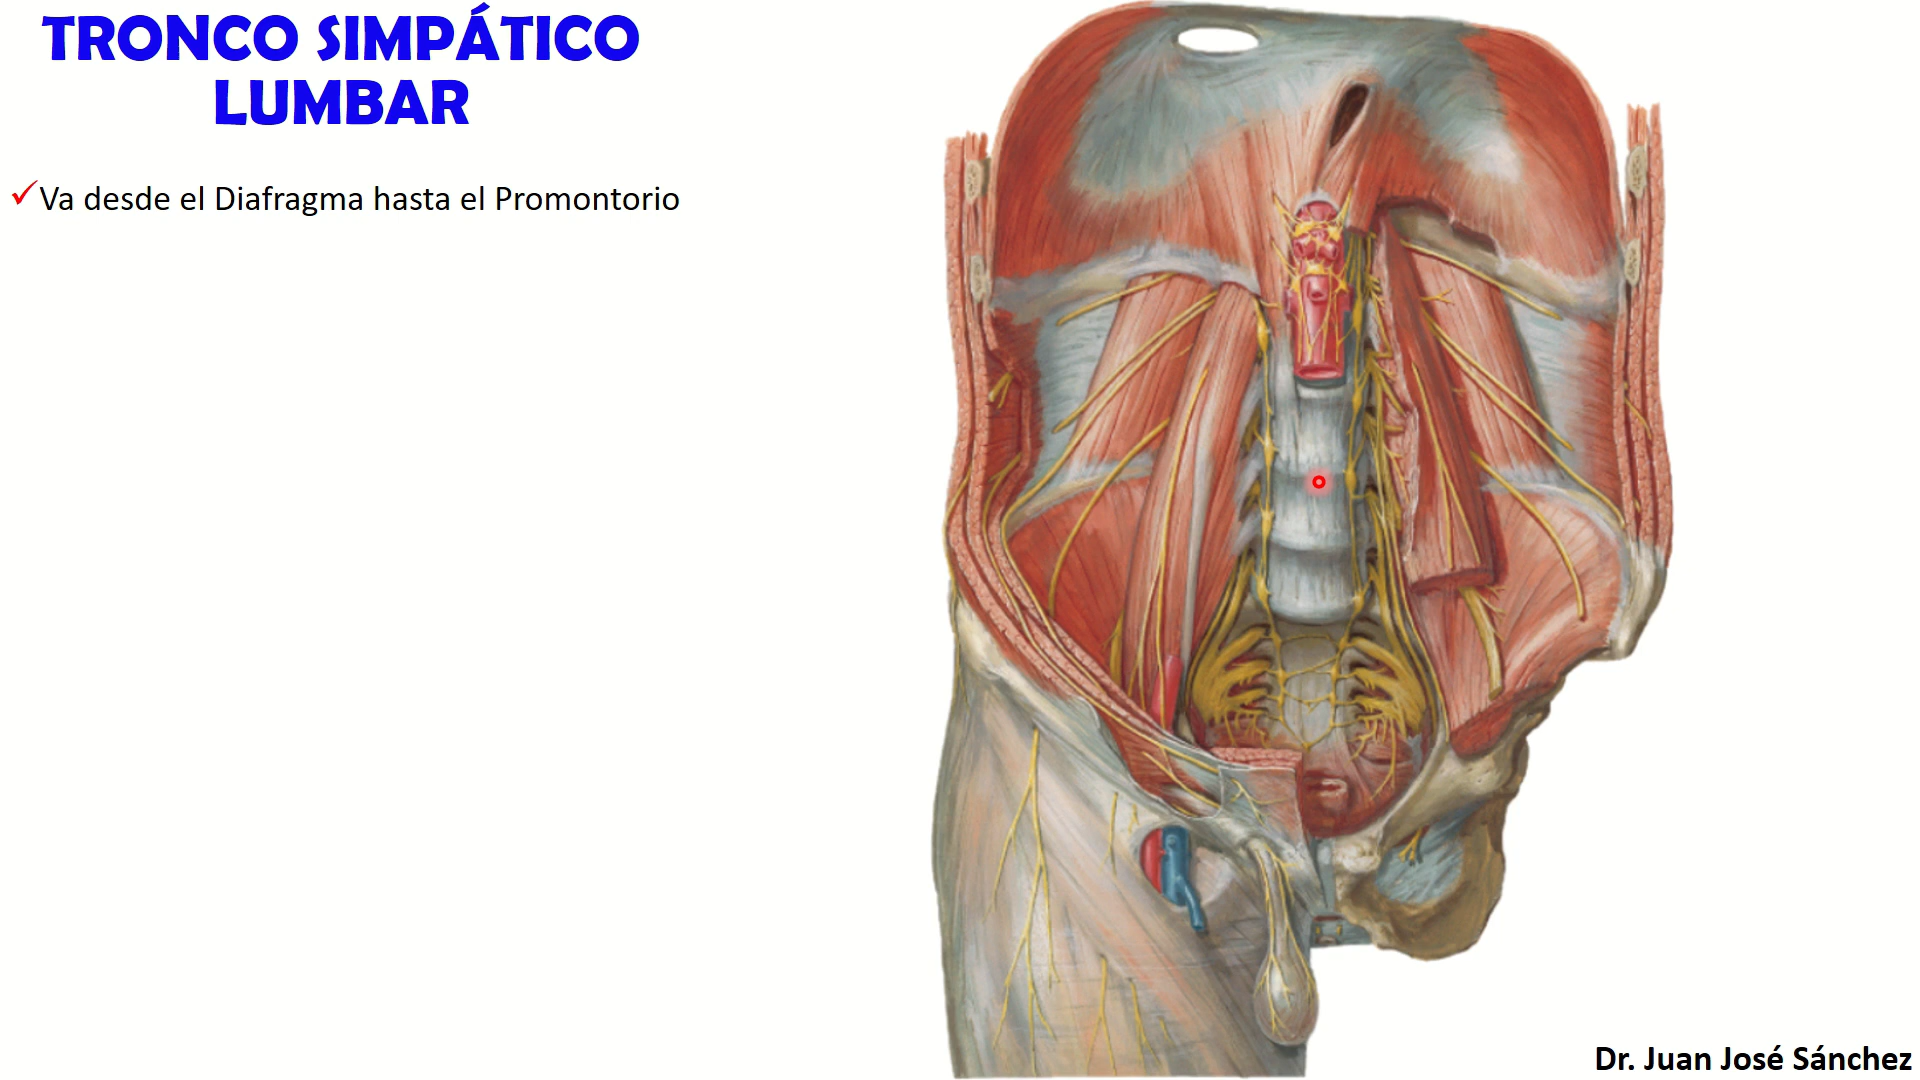 TRONCO SIMPÁTICO
LUMBAR
✓Va desde el Diafragma hasta el Promontorio
Dr. Juan José Sánchez